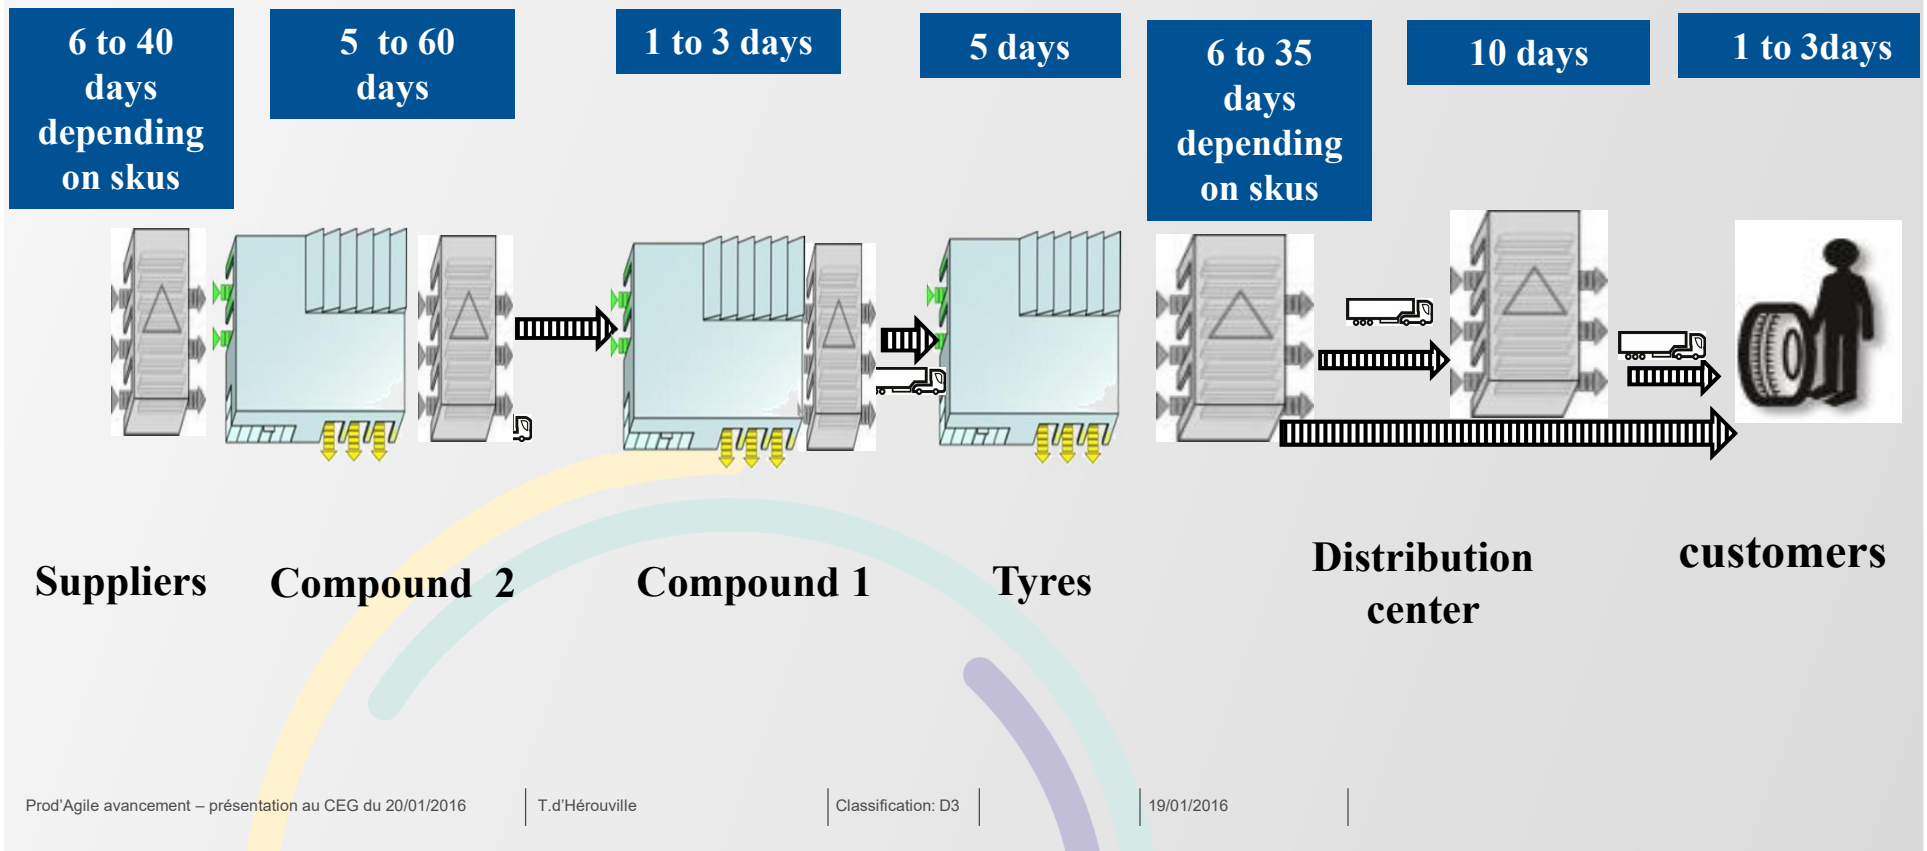 6 to 40
days
depending
on skus
5  to 60
days
1 to 3 days
5 days
6 to 35
days
depending
on skus
10 days
1 to 3days
Suppliers
Compound  2
Compound 1
Tyres
Distribution
center
customers
Prod'Agile avancement – présentation au CEG du 20/01/2016
T.d'Hérouville
Classification: D3
19/01/2016